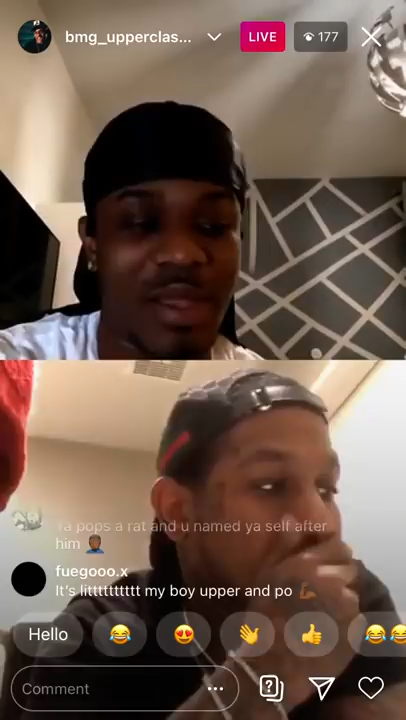 bmg_upperclas...
LIVE
177
Ya pops a rat and u named ya self after
him 🤦🏾‍♂️
fuegooo.x
It's litttttttttt my boy upper and po 💪🏾
Hello
Comment